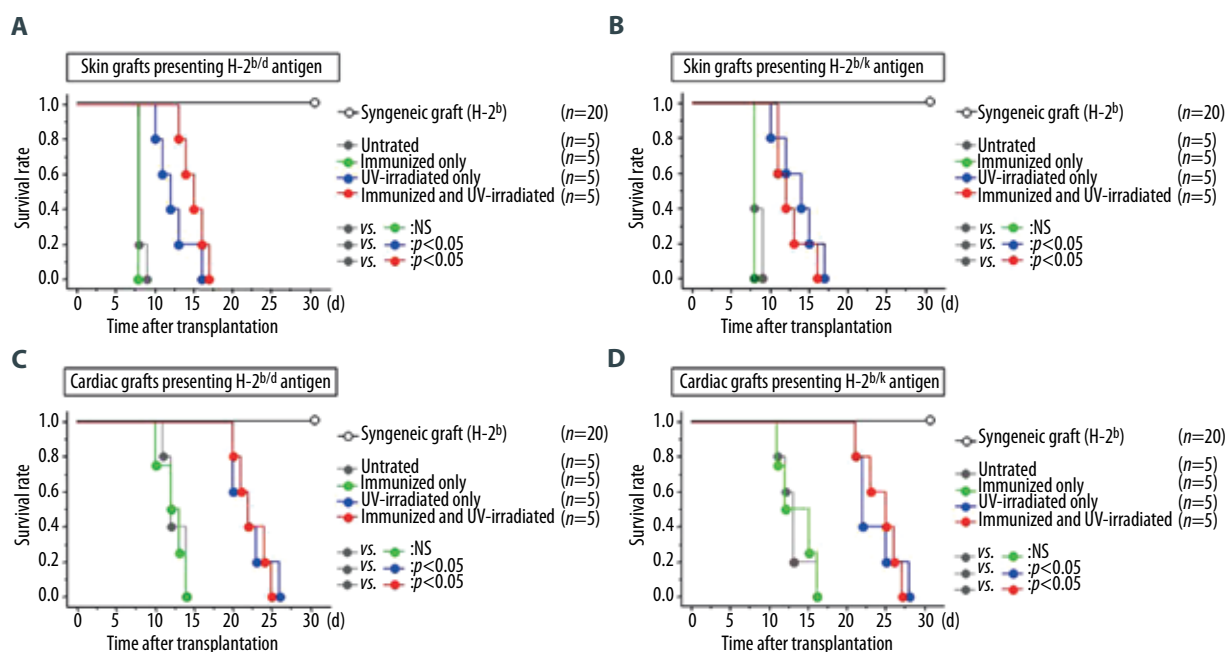 A
Skin grafts presenting H-2b/d antigen
1.0
0.8
0.6
0.4
0.2
0.0
Survival rate
0 5 10 15 20 25 30 (d)
Time after transplantation
Syngeneic graft (H-2b) (n=20)
Untrated (n=5)
Immunized only (n=5)
UV-irradiated only (n=5)
Immunized and UV-irradiated (n=5)
vs. :NS
vs. :p<0.05
vs. :p<0.05
B
Skin grafts presenting H-2b/k antigen
1.0
0.8
0.6
0.4
0.2
0.0
Survival rate
0 5 10 15 20 25 30 (d)
Time after transplantation
Syngeneic graft (H-2b) (n=20)
Untrated (n=5)
Immunized only (n=5)
UV-irradiated only (n=5)
Immunized and UV-irradiated (n=5)
vs. :NS
vs. :p<0.05
vs. :p<0.05
C
Cardiac grafts presenting H-2b/d antigen
1.0
0.8
0.6
0.4
0.2
0.0
Survival rate
0 5 10 15 20 25 30 (d)
Time after transplantation
Syngeneic graft (H-2b) (n=20)
Untrated (n=5)
Immunized only (n=5)
UV-irradiated only (n=5)
Immunized and UV-irradiated (n=5)
vs. :NS
vs. :p<0.05
vs. :p<0.05
D
Cardiac grafts presenting H-2b/k antigen
1.0
0.8
0.6
0.4
0.2
0.0
Survival rate
0 5 10 15 20 25 30 (d)
Time after transplantation
Syngeneic graft (H-2b) (n=20)
Untrated (n=5)
Immunized only (n=5)
UV-irradiated only (n=5)
Immunized and UV-irradiated (n=5)
vs. :NS
vs. :p<0.05
vs. :p<0.05